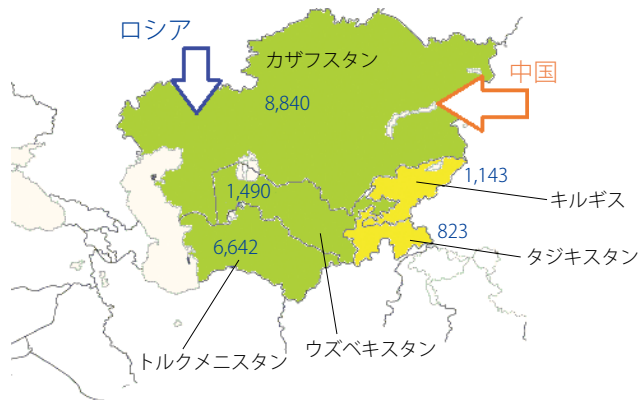 ロシア
カザフスタン
中国
8,840
1,143
1,490
キルギス
823
6,642
タジキスタン
トルクメニスタン
ウズベキスタン